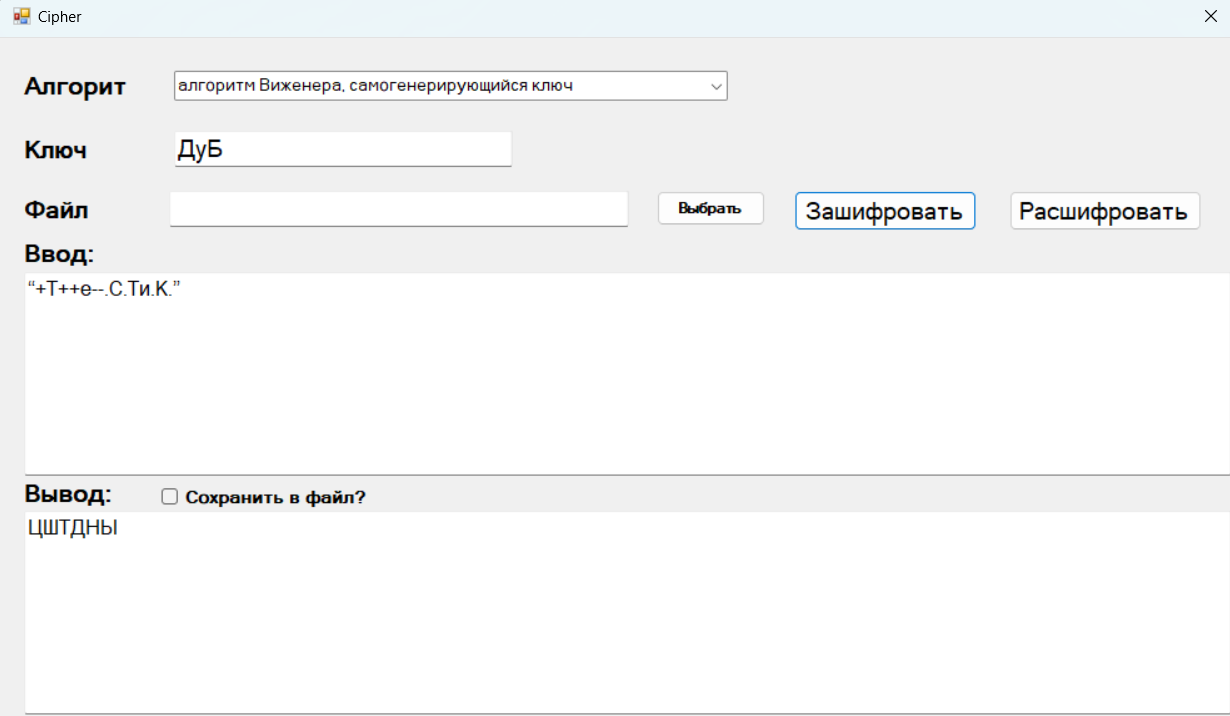 Cipher
Алгорит алгоритм Виженера, самогенерирующийся ключ
Ключ ДуБ
Файл Выбрать Зашифровать Расшифровать
Ввод:
“+Т++е--.С.Ти.К.”
Вывод: Сохранить в файл?
ЦШТДНЫ